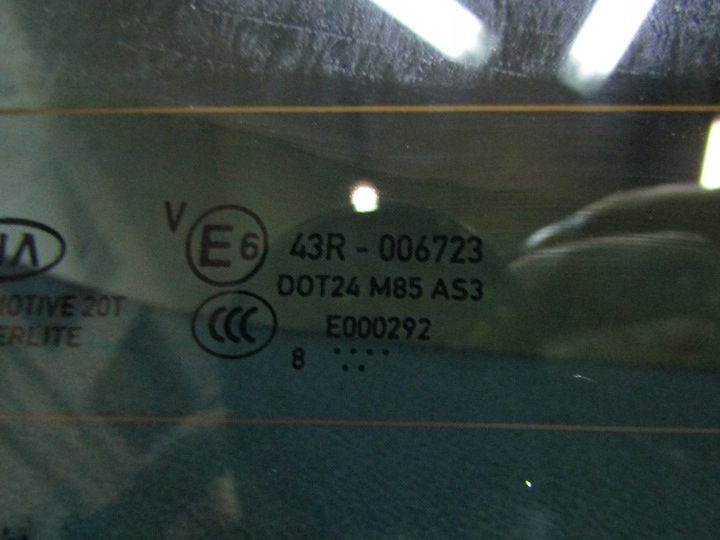 V E6 43R - 006723
DOT24 M85 AS3
MOTIVE 20T
CCC E000292
ERLITE
8